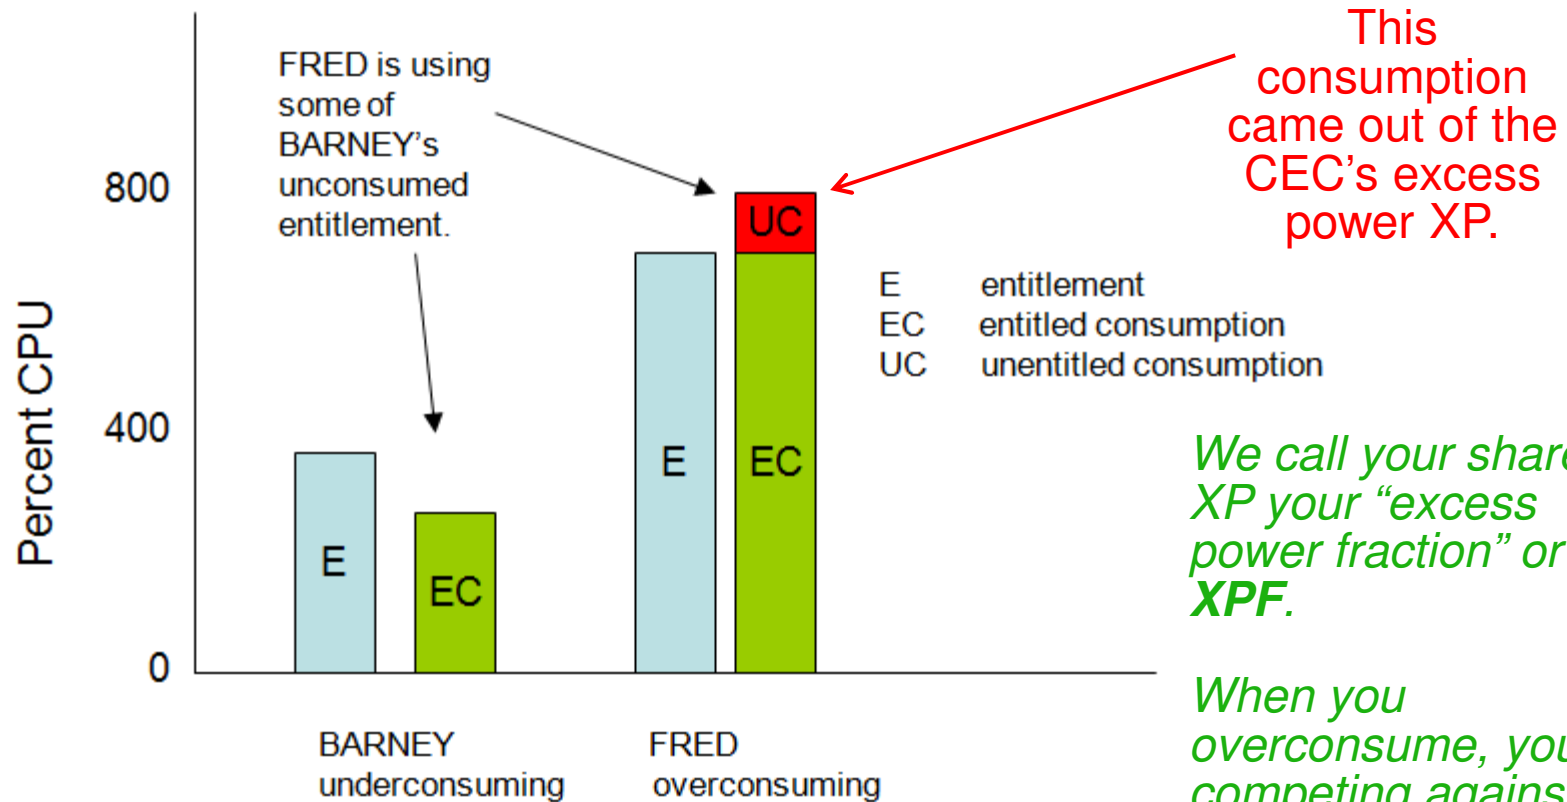 FRED is using
some of
BARNEY's
unconsumed
entitlement.
This
consumption
came out of the
CEC's excess
power XP.
Percent CPU
800
400
0
E
EC
E
UC
EC
E entitlement
EC entitled consumption
UC unentitled consumption
BARNEY
underconsuming
FRED
overconsuming
We call your share
XP your “excess
power fraction” or
XPF.
When you
overconsume, you
competing agains